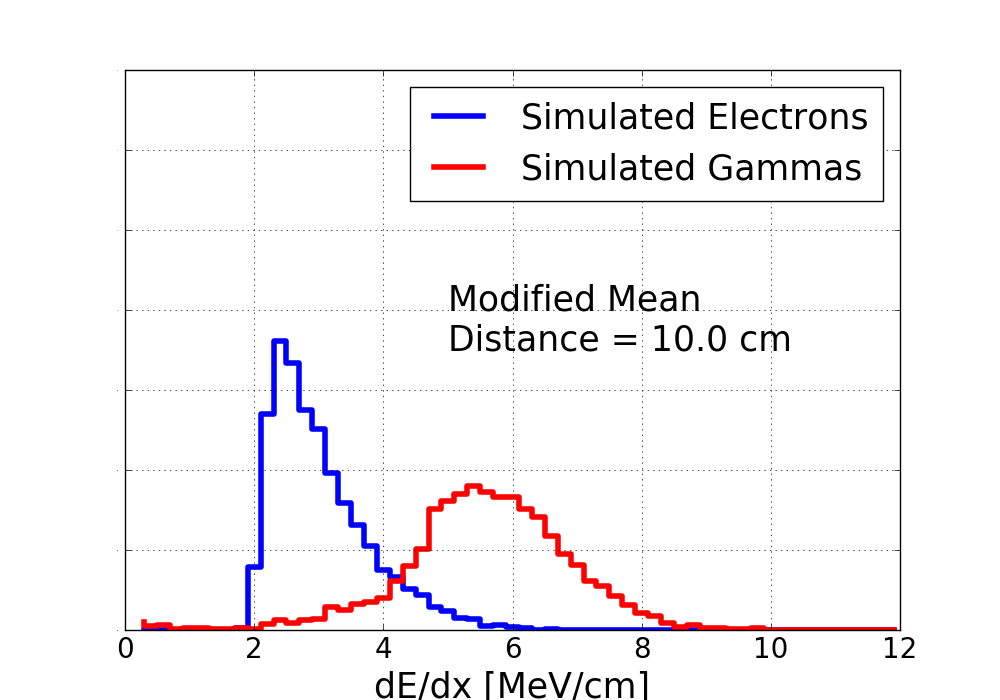 Simulated Electrons
Simulated Gammas
Modified Mean
Distance = 10.0 cm
0 2 4 6 8 10 12
dE/dx [MeV/cm]